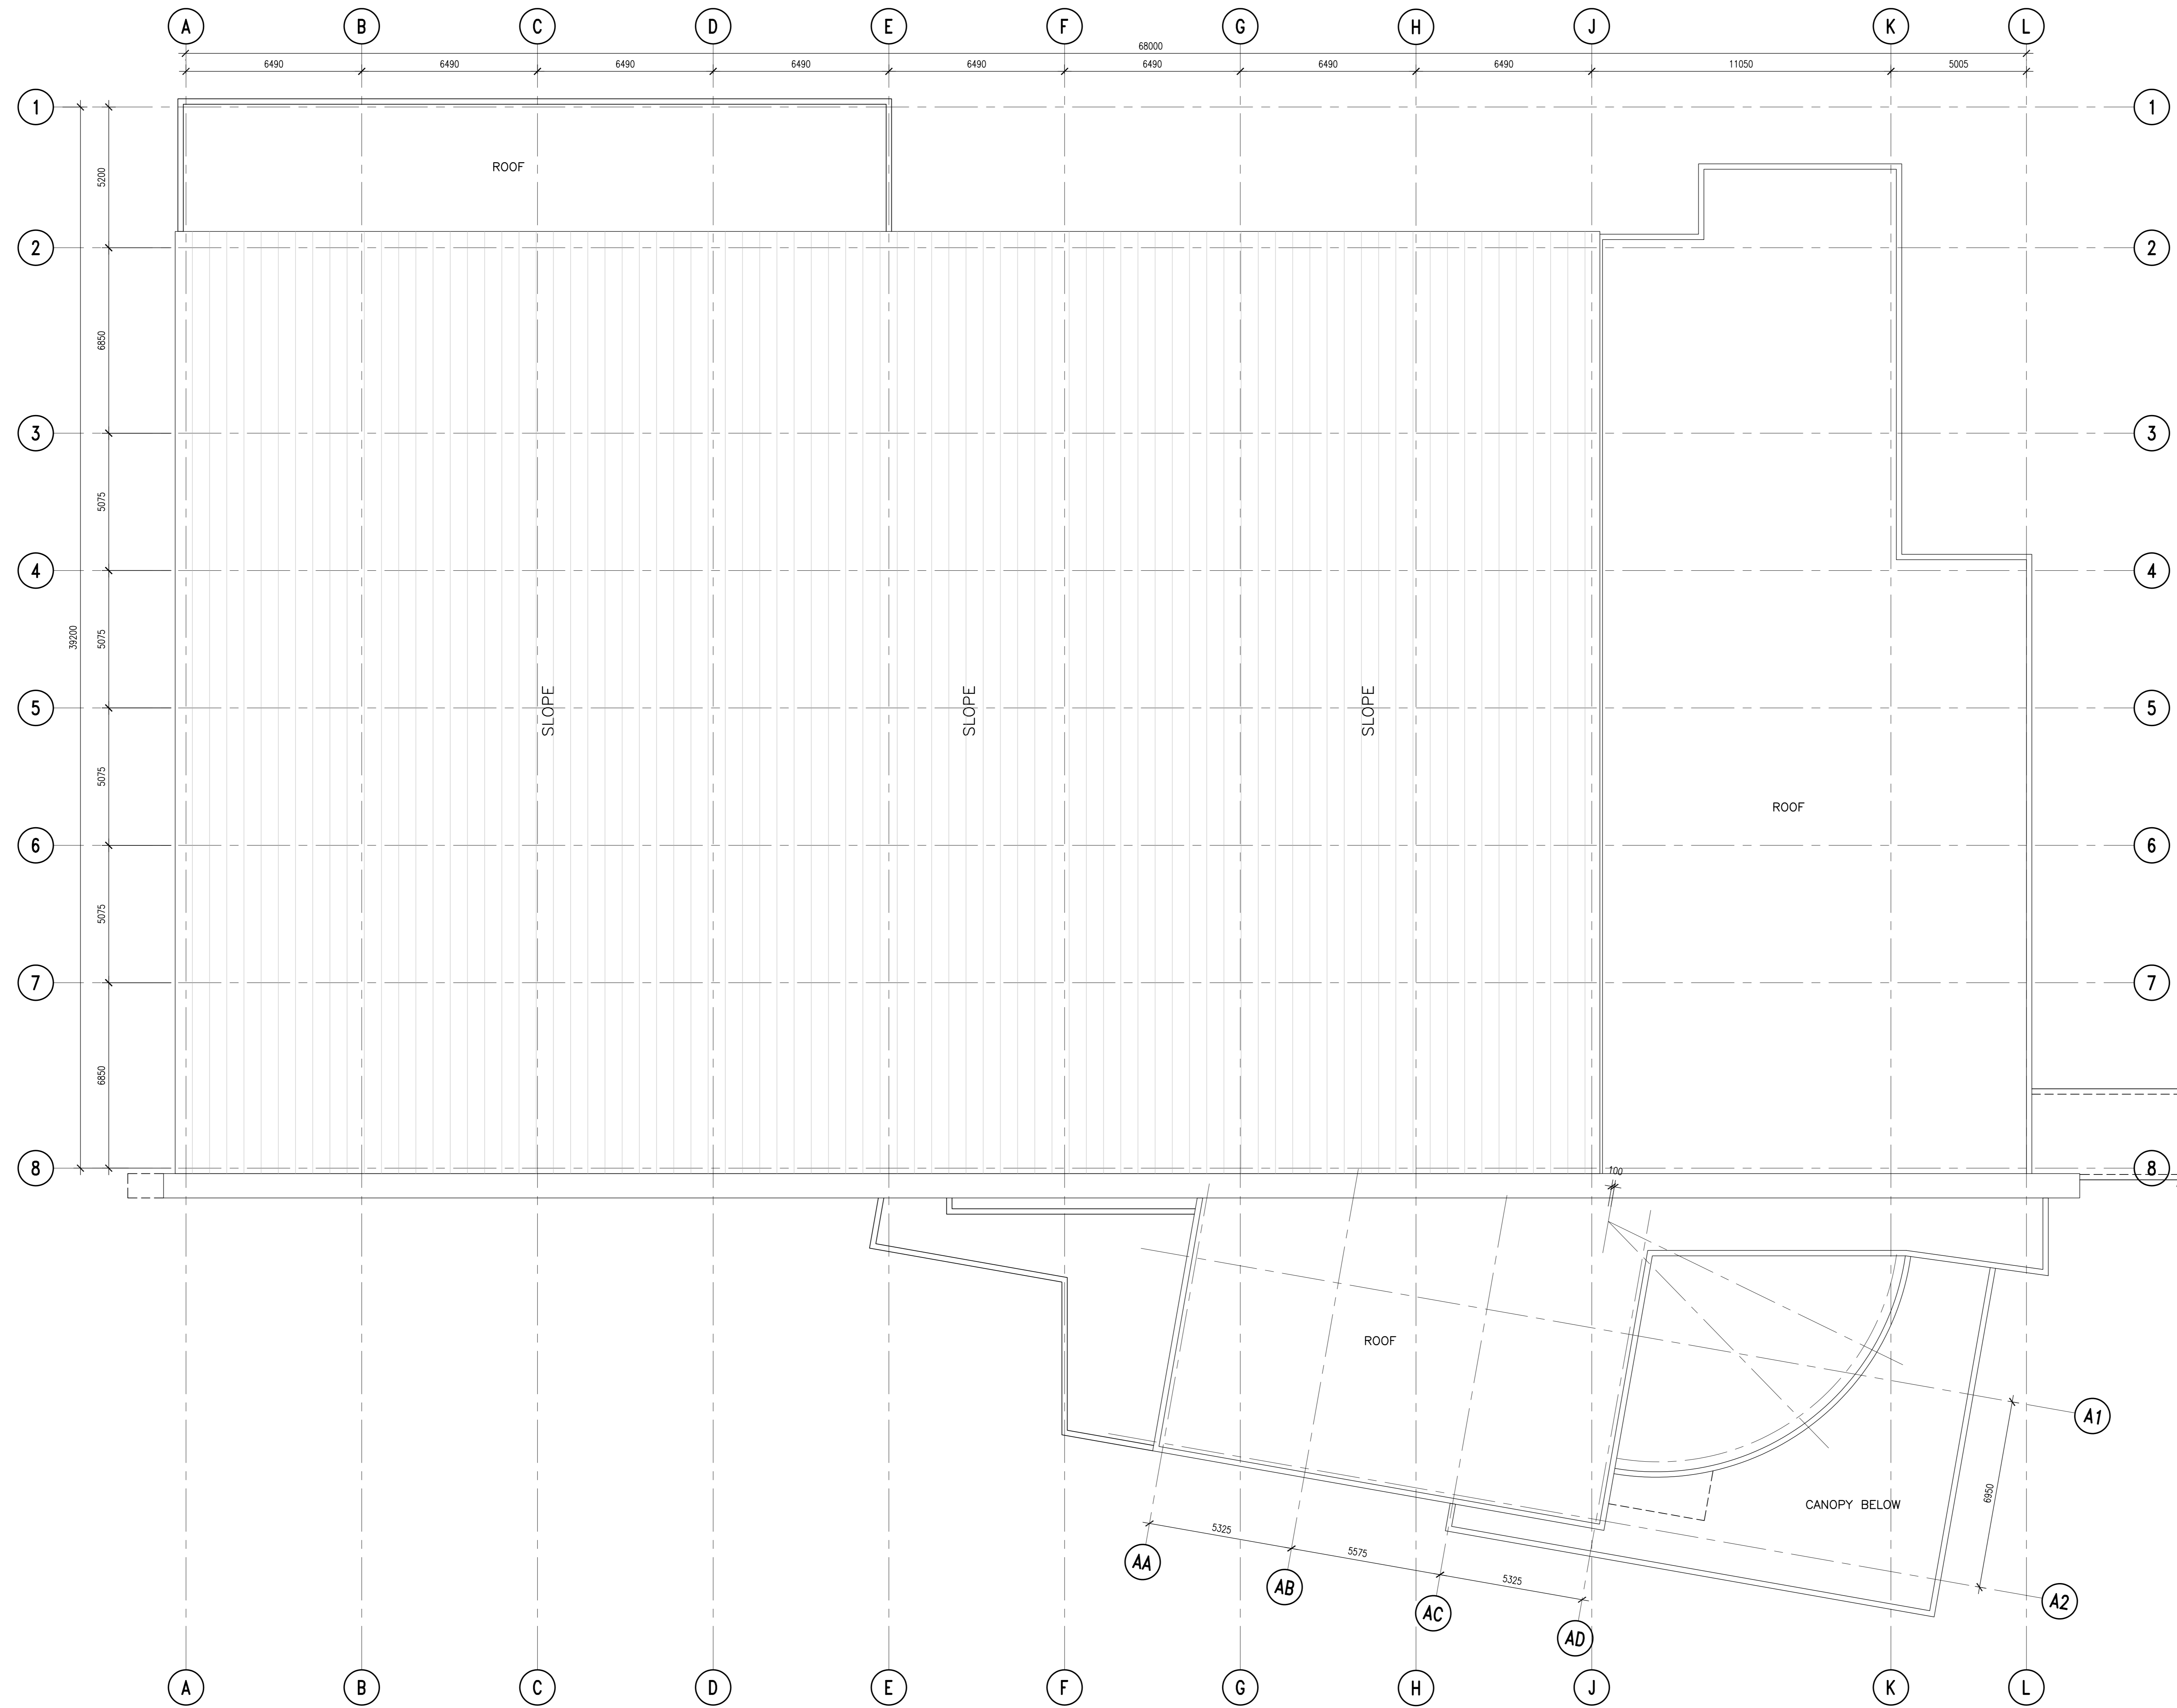 A B C D E F G H J K L
68000
6490 6490 6490 6490 6490 6490 6490 6490 11050 5005
1 1
ROOF
5200
2 2
6850
3 3
5075
4 4
39200
5075
SLOPE SLOPE SLOPE
5 5
5075
ROOF
6 6
5075
7 7
6850
8 8
100
ROOF
A1
6950
CANOPY BELOW
5325
5575
5325
AA
AB
AC
AD
A2
A B C D E F G H J K L